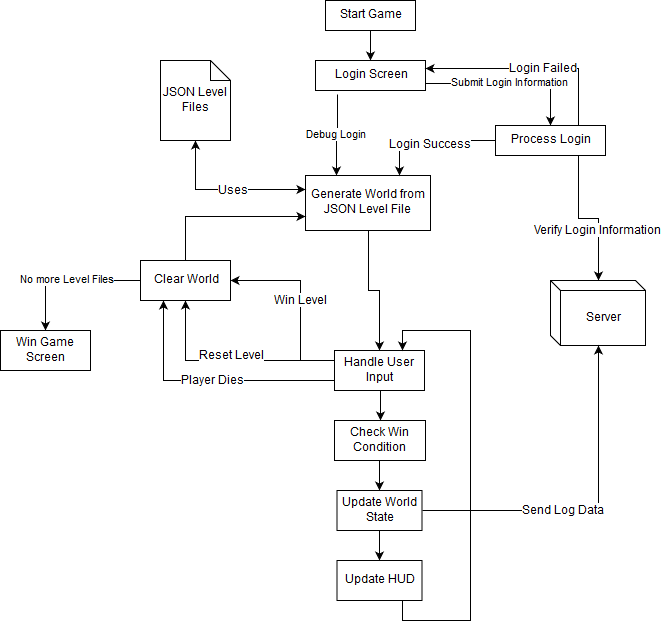 Start Game
Login Screen
Login Failed
Submit Login Information
JSON Level
Files
Debug Login
Login Success
Process Login
Uses
Generate World from
JSON Level File
Verify Login Information
No more Level Files
Clear World
Win Level
Server
Win Game
Screen
Reset Level
Player Dies
Handle User
Input
Check Win
Condition
Update World
State
Send Log Data
Update HUD